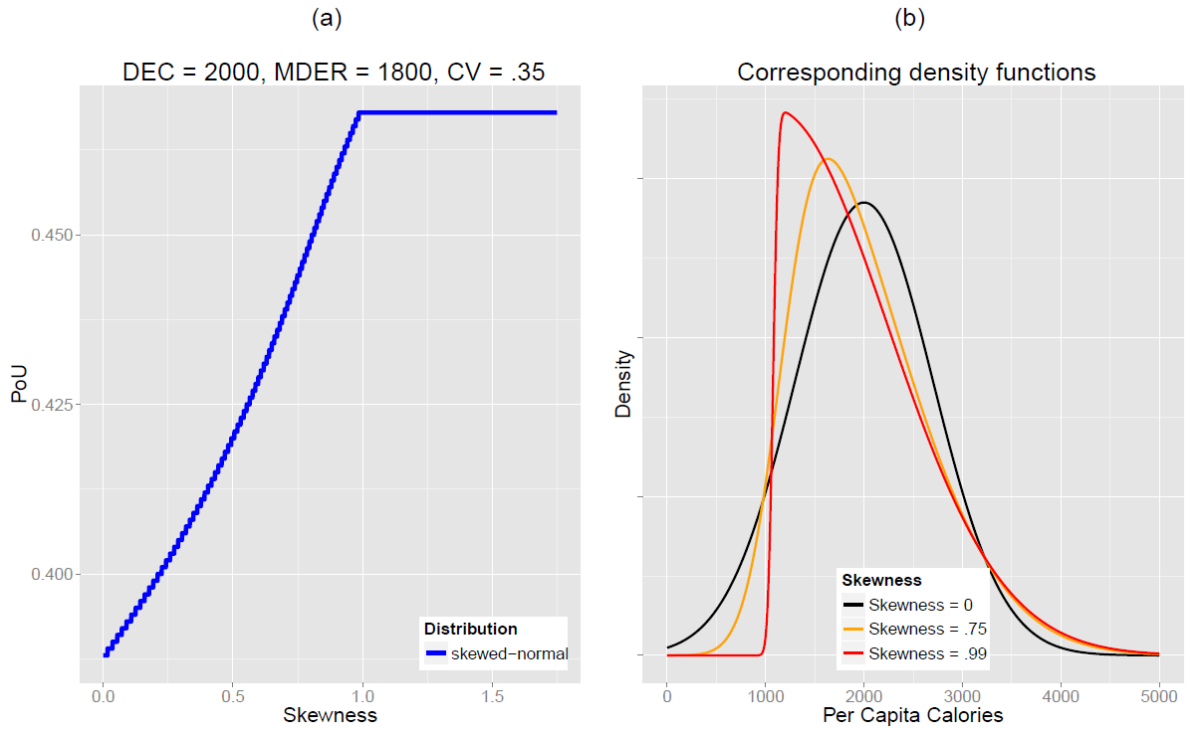 (a)
DEC = 2000, MDER = 1800, CV = .35
PoU
0.450
0.425
0.400
0.0
0.5
1.0
1.5
Skewness
Distribution
skewed-normal
(b)
Corresponding density functions
Density
Skewness
Skewness = 0
Skewness = .75
Skewness = .99
0
1000
2000
3000
4000
5000
Per Capita Calories